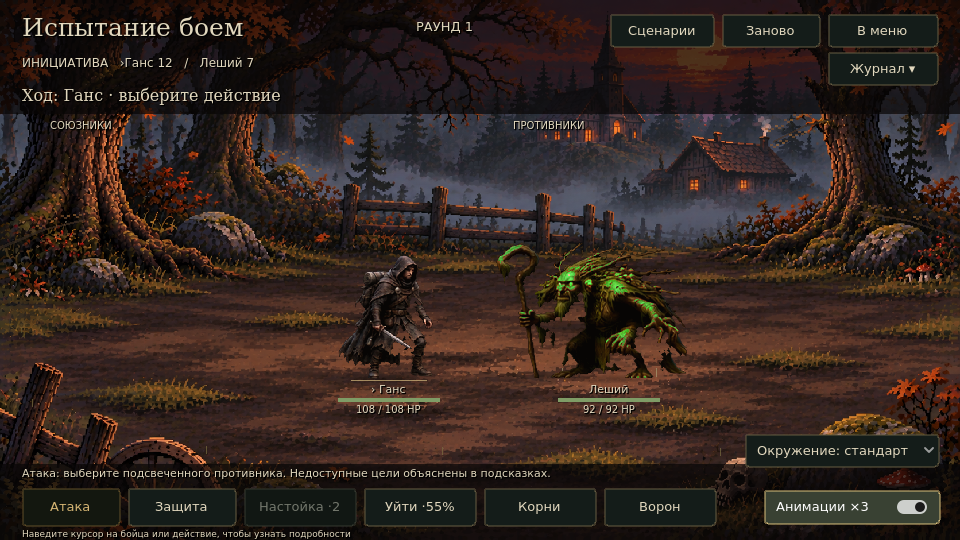 Испытание боем
РАУНД 1
Сценарии
Заново
В меню
ИНИЦИАТИВА ›Ганс 12 / Леший 7
Журнал ▾
Ход: Ганс · выберите действие
СОЮЗНИКИ
ПРОТИВНИКИ
› Ганс
108 / 108 HP
Леший
92 / 92 HP
Окружение: стандарт
Атака: выберите подсвеченного противника. Недоступные цели объяснены в подсказках.
Атака
Защита
Настойка ·2
Уйти ·55%
Корни
Ворон
Анимации ×3
Наведите курсор на бойца или действие, чтобы узнать подробности